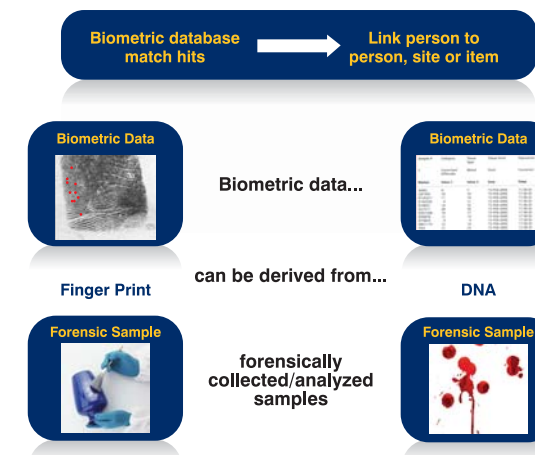 Biometric database
match hits
Link person to
person, site or item
Biometric Data
Biometric data...
Biometric Data
can be derived from...
Finger Print
DNA
Forensic Sample
forensically
collected/analyzed
samples
Forensic Sample